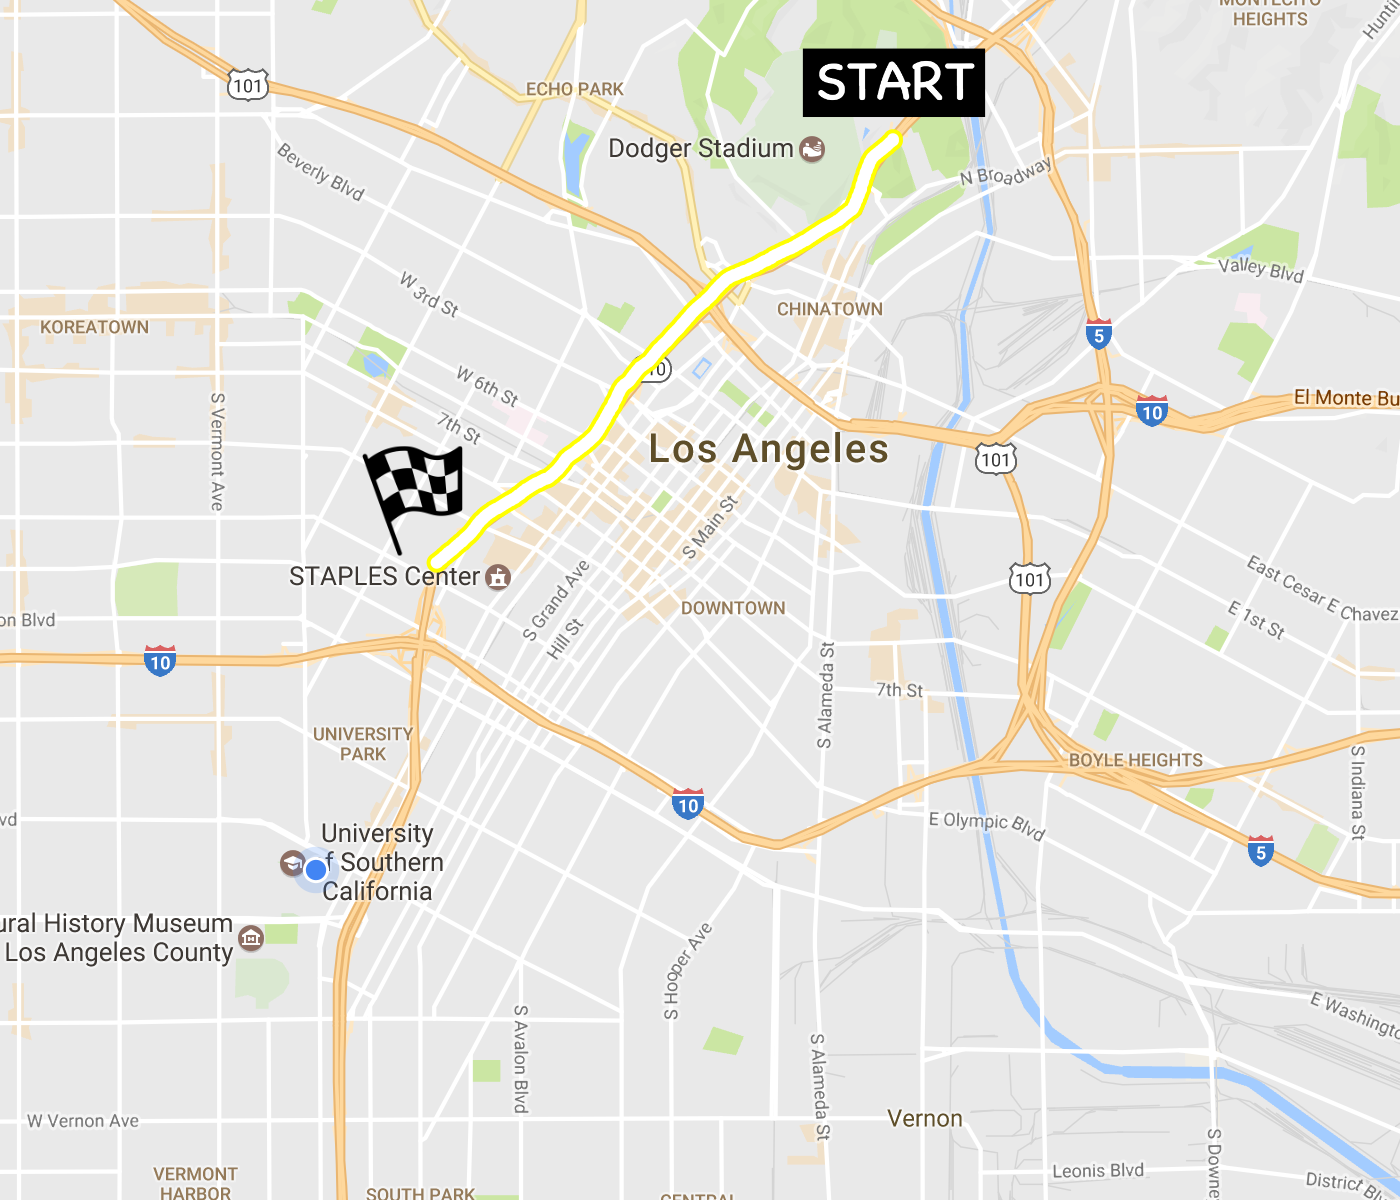 MONTECITO
HEIGHTS
START
101
ECHO PARK
Dodger Stadium
Beverly Blvd
N Broadway
Valley Blvd
W 3rd St
CHINATOWN
KOREATOWN
5
10
W 6th St
El Monte Bu
10
S Vermont Ave
7th St
Los Angeles
101
S Main St
STAPLES Center
101
East Cesar E Chavez
S Grand Ave
DOWNTOWN
E 1st St
on Blvd
Hill St
10
S Alameda St
7th St
UNIVERSITY
PARK
BOYLE HEIGHTS
S Indiana St
10
vd
E Olympic Blvd
University
f Southern
California
5
ural History Museum
Los Angeles County
S Hooper Ave
E Washingto
S Avalon Blvd
S Alameda St
W Vernon Ave
Vernon
S Downe
Leonis Blvd
VERMONT
HARBOR
SOUTH PARK
CENTRAL
District B